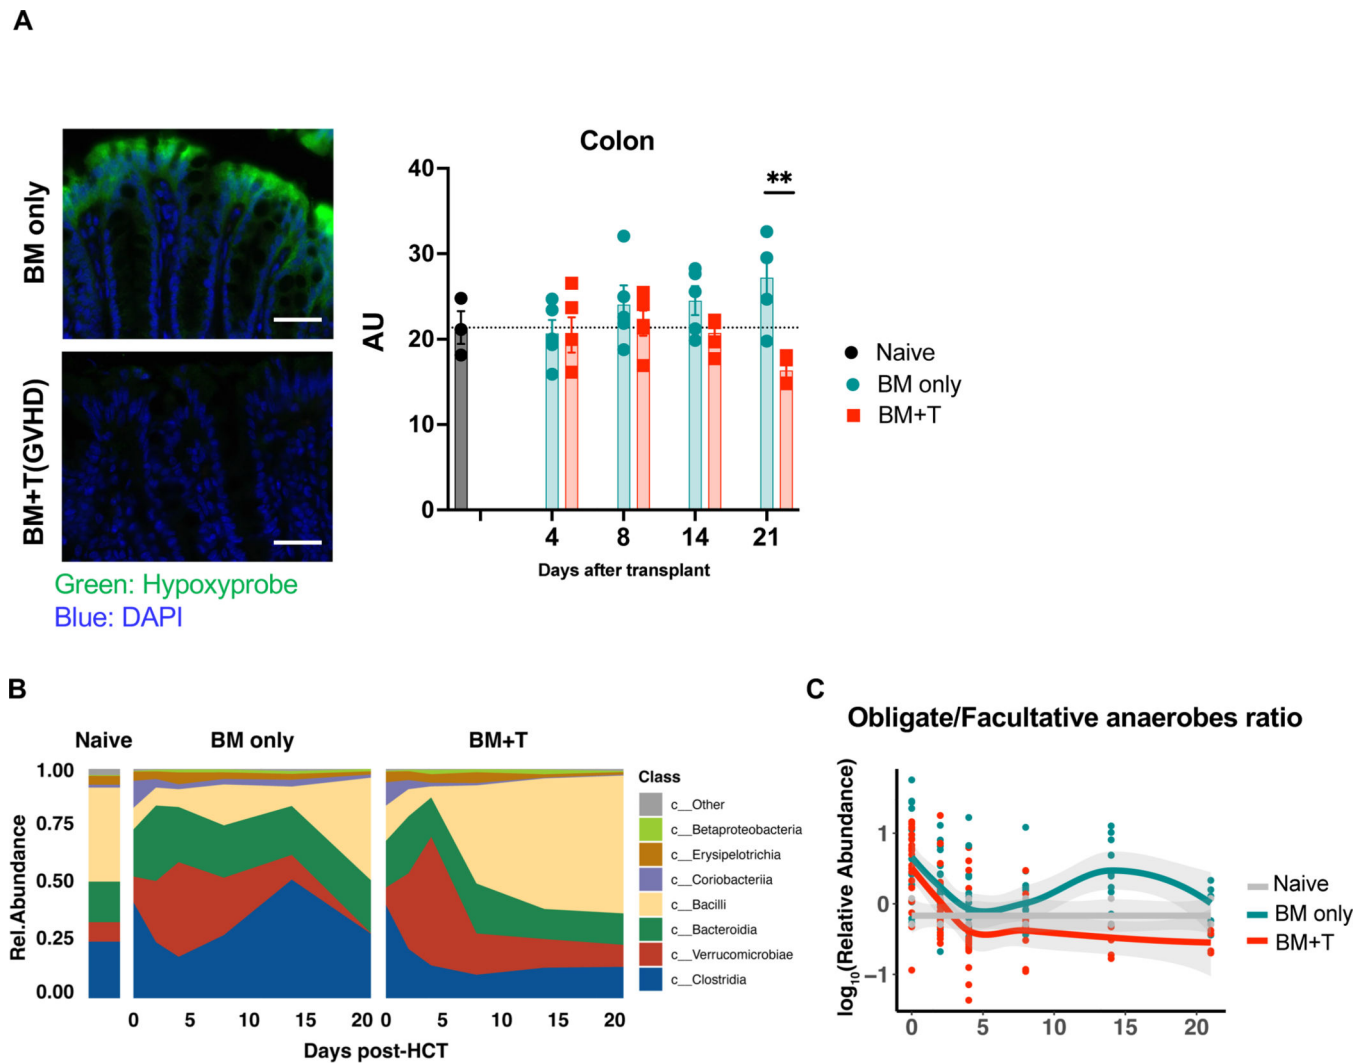 A
BM only
BM+T(GVHD)
Green: Hypoxyprobe
Blue: DAPI
Colon
**
AU
40
30
20
10
0
4 8 14 21
Days after transplant
Naive
BM only
BM+T
B
Naive BM only BM+T
Rel.Abundance
1.00
0.75
0.50
0.25
0.00
0 5 10 15 20 0 5 10 15 20
Days post-HCT
Class
c__Other
c__Betaproteobacteria
c__Erysipelotrichia
c__Coriobacteriia
c__Bacilli
c__Bacteroidia
c__Verrucomicrobiae
c__Clostridia
C
Obligate/Facultative anaerobes ratio
log₁₀(Relative Abundance)
1
0
−1
0 5 10 15 20
Naive
BM only
BM+T